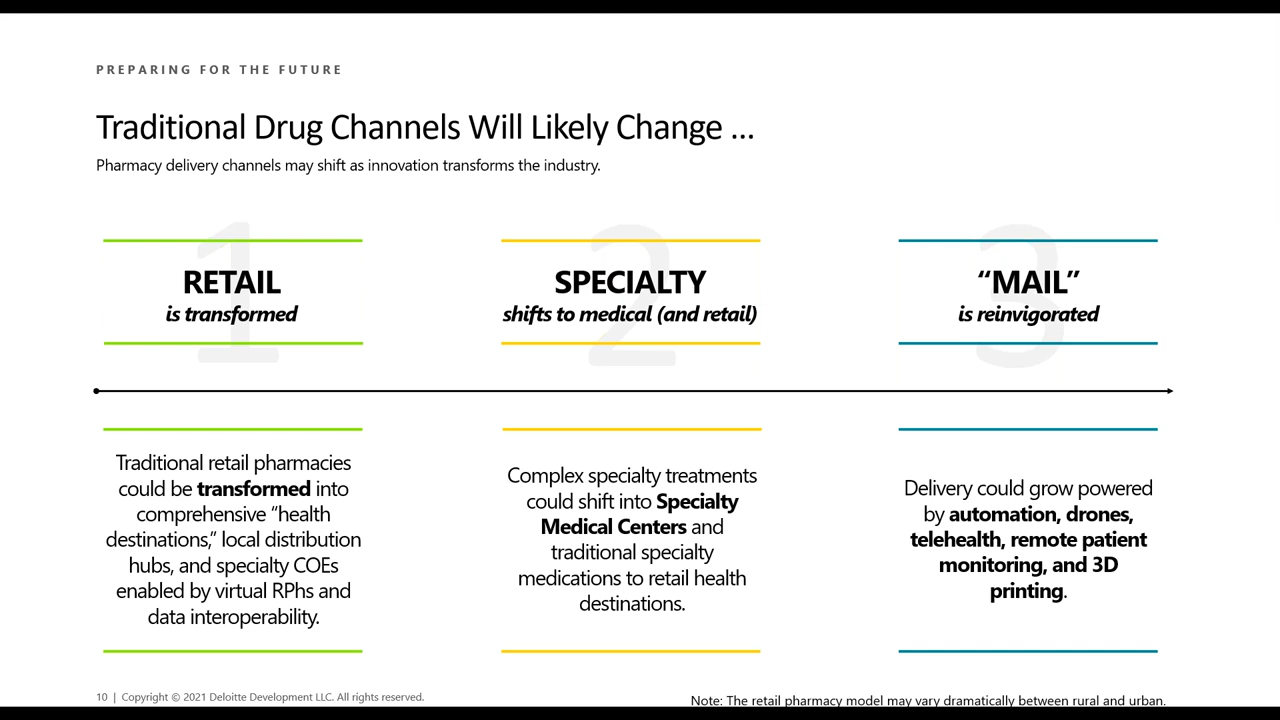 PREPARING FOR THE FUTURE
Traditional Drug Channels Will Likely Change ...
Pharmacy delivery channels may shift as innovation transforms the industry.
1
RETAIL
is transformed
2
SPECIALTY
shifts to medical (and retail)
3
“MAIL”
is reinvigorated
Traditional retail pharmacies
could be transformed into
comprehensive “health
destinations,” local distribution
hubs, and specialty COEs
enabled by virtual RPhs and
data interoperability.
Complex specialty treatments
could shift into Specialty
Medical Centers and
traditional specialty
medications to retail health
destinations.
Delivery could grow powered
by automation, drones,
telehealth, remote patient
monitoring, and 3D
printing.
10 | Copyright © 2021 Deloitte Development LLC. All rights reserved.
Note: The retail pharmacy model may vary dramatically between rural and urban.